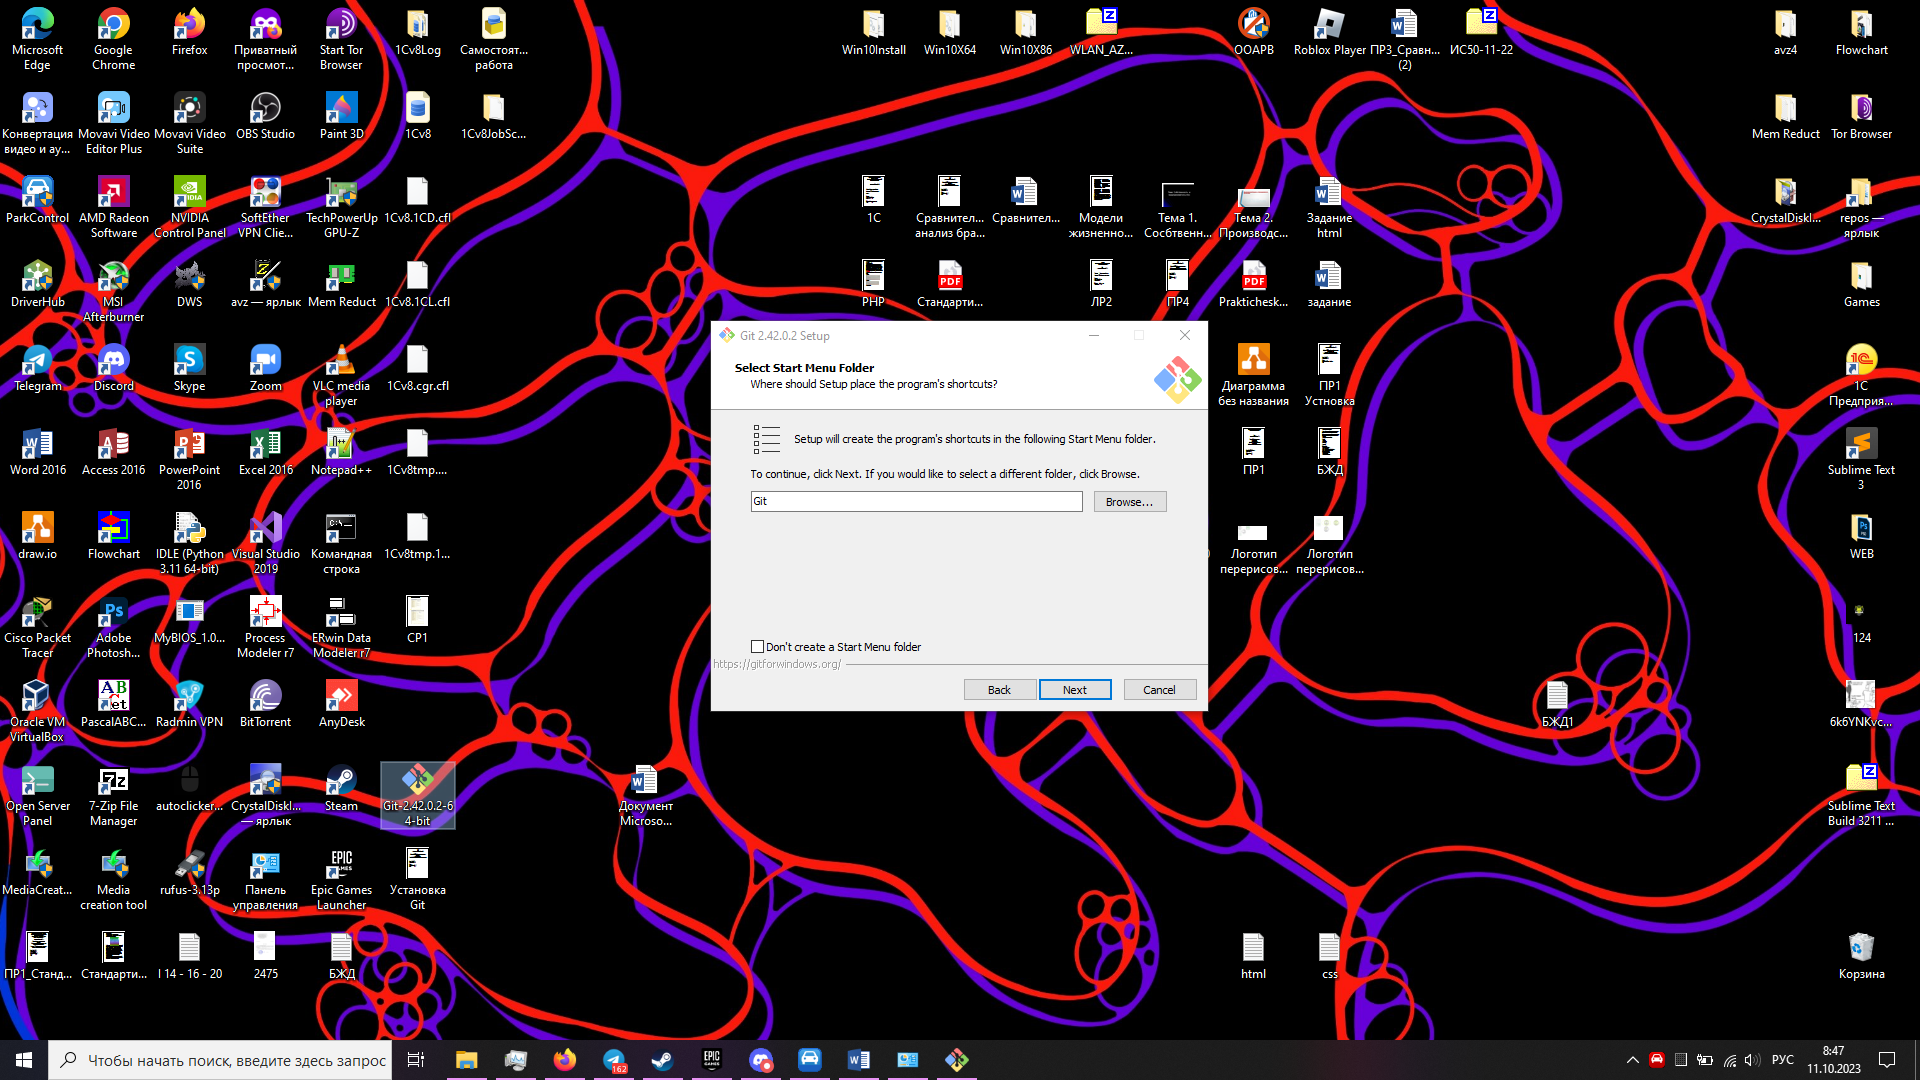 Microsoft Edge
Google Chrome
Firefox
Приватный просмот...
Start Tor Browser
1Cv8Log
Самостоят... работа
Win10Install
Win10X64
Win10X86
WLAN_AZ...
OOAPB
Roblox Player
ПР3_Сравн... (2)
ИС50-11-22
avz4
Flowchart
Конвертация видео и ау...
Movavi Video Editor Plus
Movavi Video Suite
OBS Studio
Paint 3D
1Cv8
1Cv8JobSc...
Mem Reduct
Tor Browser
ParkControl
AMD Radeon Software
NVIDIA Control Panel
SoftEther VPN Clie...
TechPowerUp GPU-Z
1Cv8.1CD.cfl
1C
Сравнител... анализ бра...
Сравнител...
Модели жизненно...
Тема 1. Сосбтвенн...
Тема 2. Производс...
Задание html
CrystalDiskI...
repos — ярлык
DriverHub
MSI Afterburner
DWS
avz — ярлык
Mem Reduct
1Cv8.1CL.cfl
PHP
Стандарти...
ЛР2
ПР4
Praktichesk...
задание
Games
Telegram
Discord
Skype
Zoom
VLC media player
1Cv8.cgr.cfl
Диаграмма без названия
ПР1 Устновка
1C Предприя...
Word 2016
Access 2016
PowerPoint 2016
Excel 2016
Notepad++
1Cv8tmp....
ПР1
БЖД
Sublime Text 3
draw.io
Flowchart
IDLE (Python 3.11 64-bit)
Visual Studio 2019
Командная строка
1Cv8tmp.1...
Логотип перерисов...
Логотип перерисов...
WEB
Cisco Packet Tracer
Adobe Photosh...
MyBIOS_1.0...
Process Modeler r7
ERwin Data Modeler r7
CP1
124
Oracle VM VirtualBox
PascalABC...
Radmin VPN
BitTorrent
AnyDesk
БЖД1
6k6YNKvc...
Open Server Panel
7-Zip File Manager
autoclicker...
CrystalDiskI... — ярлык
Steam
Git-2.42.0.2-64-bit
Документ Microso...
Sublime Text Build 3211 ...
MediaCreat...
Media creation tool
rufus-3.13p
Панель управления
Epic Games Launcher
Установка Git
ПР1_Станд...
Стандарти...
I 14 - 16 - 20
2475
БЖД
html
css
Корзина
Git 2.42.0.2 Setup
Select Start Menu Folder
Where should Setup place the program's shortcuts?
Setup will create the program's shortcuts in the following Start Menu folder.
To continue, click Next. If you would like to select a different folder, click Browse.
Git
Browse...
Don't create a Start Menu folder
https://gitforwindows.org/
Back
Next
Cancel
Чтобы начать поиск, введите здесь запрос
162
EPIC GAMES
РУС
8:47
11.10.2023